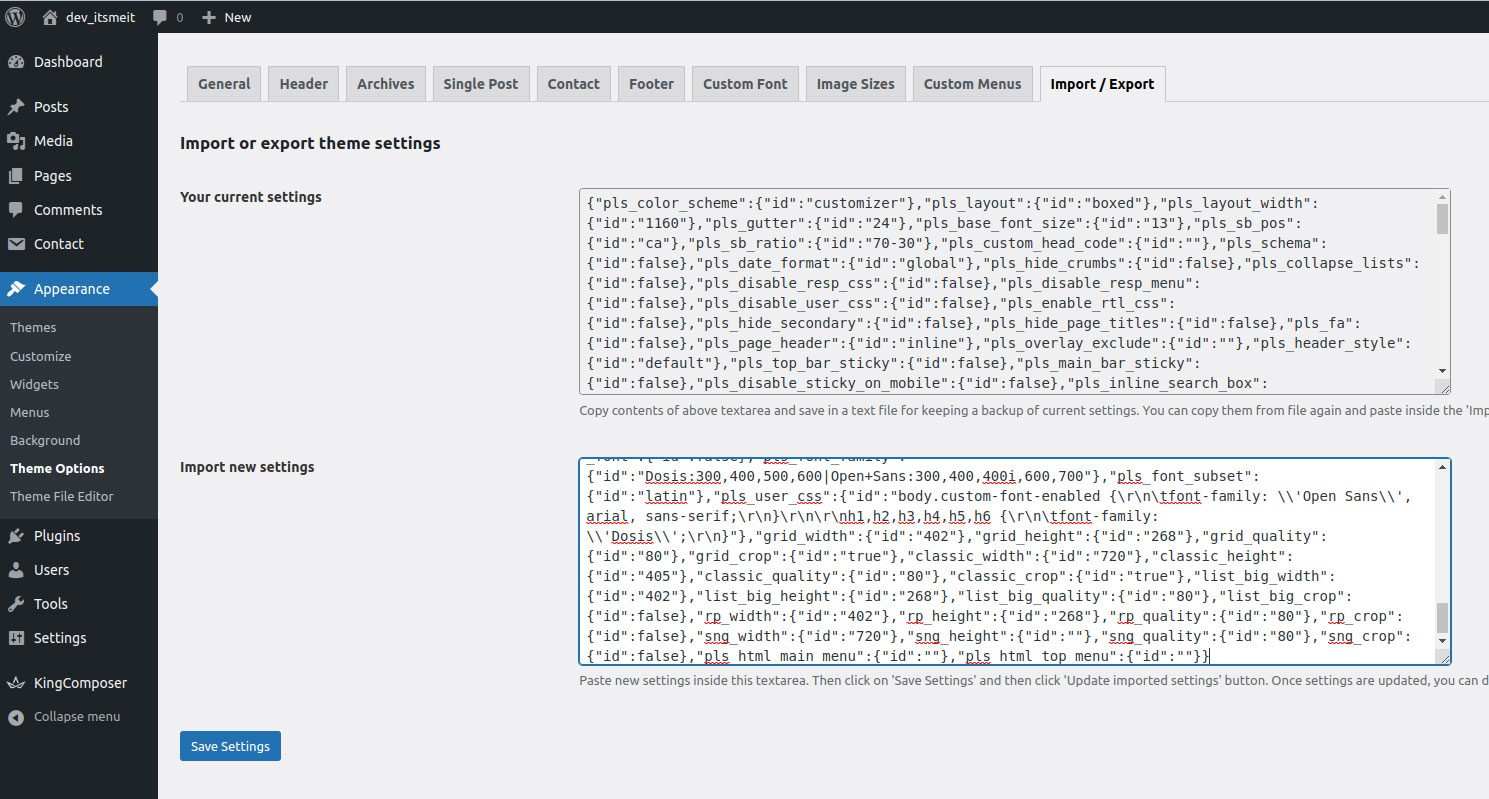 dev_itsmeit
0
New
Dashboard
Posts
Media
Pages
Comments
Contact
Appearance
Themes
Customize
Widgets
Menus
Background
Theme Options
Theme File Editor
Plugins
Users
Tools
Settings
KingComposer
Collapse menu
General
Header
Archives
Single Post
Contact
Footer
Custom Font
Image Sizes
Custom Menus
Import / Export
Import or export theme settings
Your current settings
{"pls_color_scheme":{"id":"customizer"},"pls_layout":{"id":"boxed"},"pls_layout_width":
{"id":"1160"},"pls_gutter":{"id":"24"},"pls_base_font_size":{"id":"13"},"pls_sb_pos":
{"id":"ca"},"pls_sb_ratio":{"id":"70-30"},"pls_custom_head_code":{"id":""},"pls_schema":
{"id":false},"pls_date_format":{"id":"global"},"pls_hide_crumbs":{"id":false},"pls_collapse_lists":
{"id":false},"pls_disable_resp_css":{"id":false},"pls_disable_resp_menu":
{"id":false},"pls_disable_user_css":{"id":false},"pls_enable_rtl_css":
{"id":false},"pls_hide_secondary":{"id":false},"pls_hide_page_titles":{"id":false},"pls_fa":
{"id":false},"pls_page_header":{"id":"inline"},"pls_overlay_exclude":{"id":""},"pls_header_style":
{"id":"default"},"pls_top_bar_sticky":{"id":false},"pls_main_bar_sticky":
{"id":false},"pls_disable_sticky_on_mobile":{"id":false},"pls_inline_search_box":
Copy contents of above textarea and save in a text file for keeping a backup of current settings. You can copy them from file again and paste inside the 'Imp
Import new settings
_font":{"id":false},"pls_font_family":
{"id":"Dosis:300,400,500,600|Open+Sans:300,400,400i,600,700"},"pls_font_subset":
{"id":"latin"},"pls_user_css":{"id":"body.custom-font-enabled {\r\n\tfont-family: \\'Open Sans\\',
arial, sans-serif;\r\n}\r\n\r\nh1,h2,h3,h4,h5,h6 {\r\n\tfont-family:
\\'Dosis\\';\r\n}"},"grid_width":{"id":"402"},"grid_height":{"id":"268"},"grid_quality":
{"id":"80"},"grid_crop":{"id":"true"},"classic_width":{"id":"720"},"classic_height":
{"id":"405"},"classic_quality":{"id":"80"},"classic_crop":{"id":"true"},"list_big_width":
{"id":"402"},"list_big_height":{"id":"268"},"list_big_quality":{"id":"80"},"list_big_crop":
{"id":false},"rp_width":{"id":"402"},"rp_height":{"id":"268"},"rp_quality":{"id":"80"},"rp_crop":
{"id":false},"sng_width":{"id":"720"},"sng_height":{"id":""},"sng_quality":{"id":"80"},"sng_crop":
{"id":false},"pls_html_main_menu":{"id":""},"pls_html_top_menu":{"id":""}}
Paste new settings inside this textarea. Then click on 'Save Settings' and then click 'Update imported settings' button. Once settings are updated, you can d
Save Settings